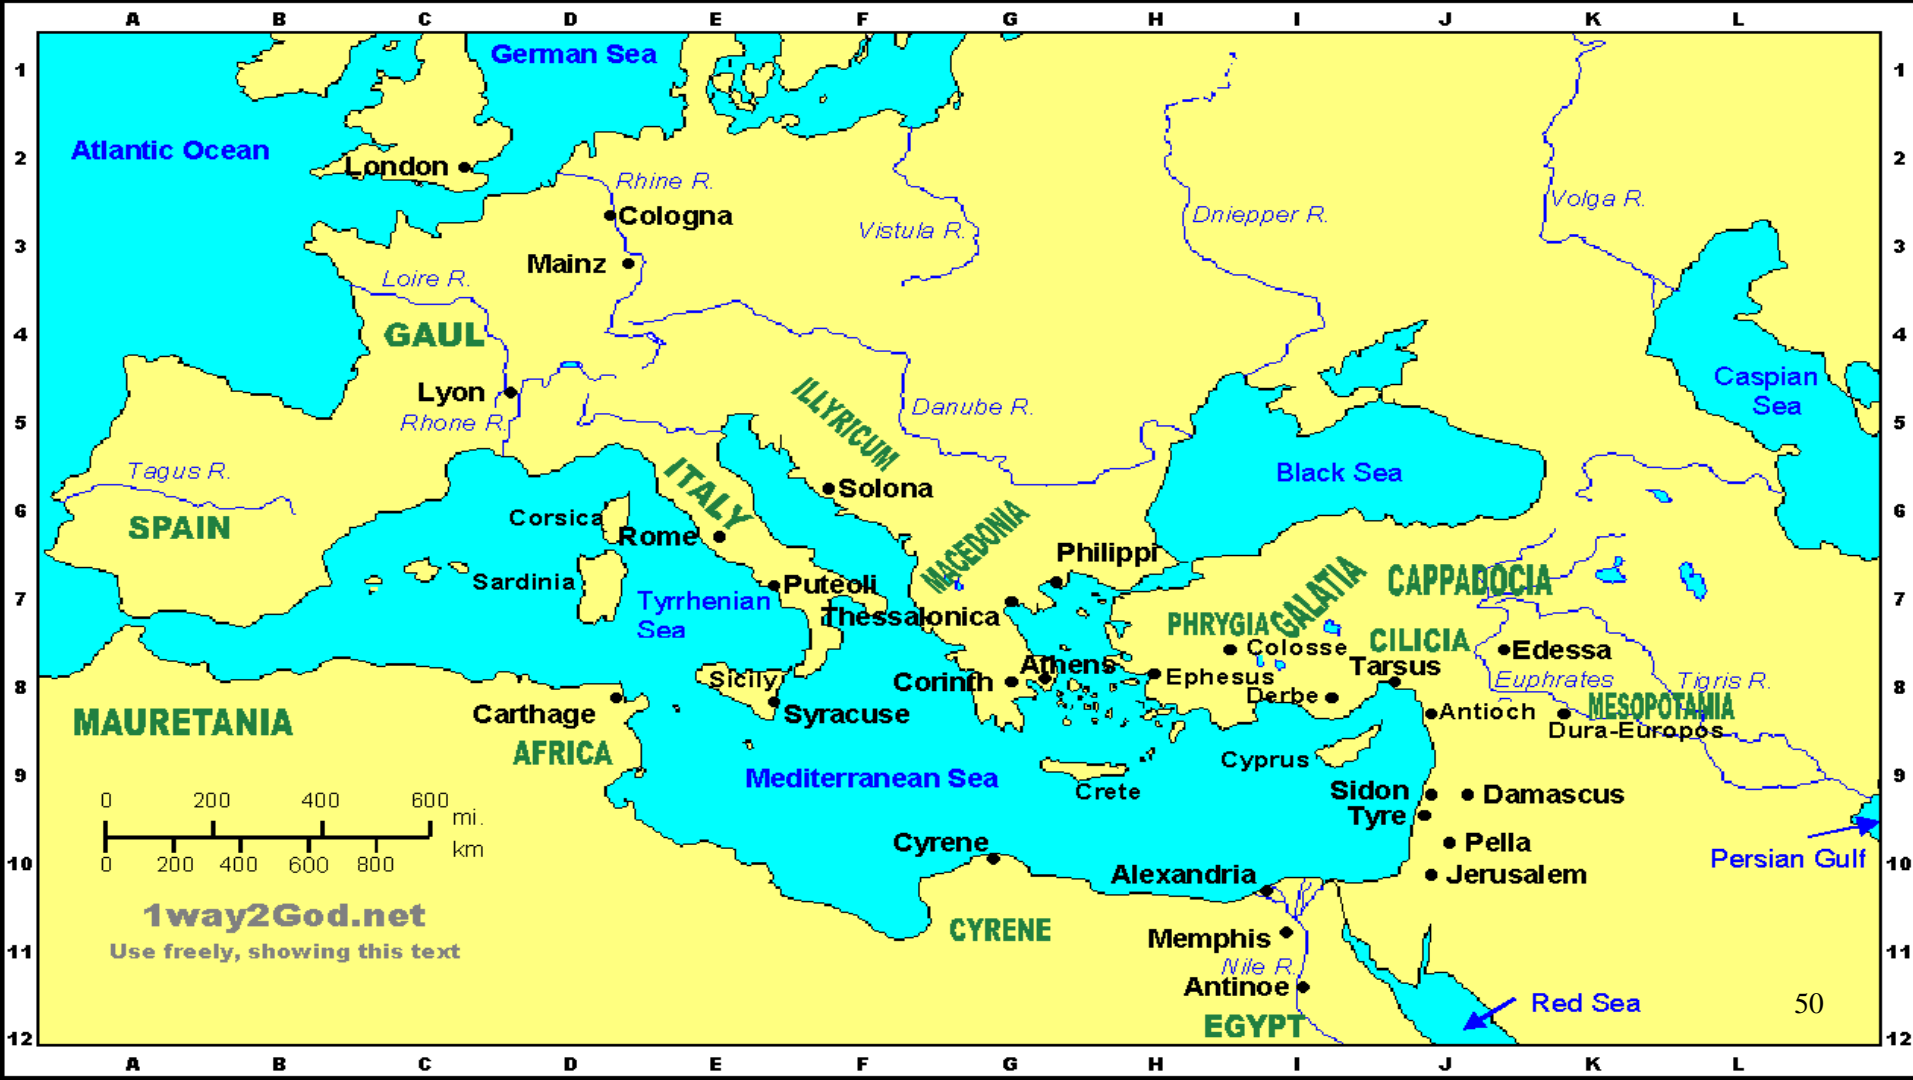 A B C D E F G H I J K L
1 German Sea 1
Atlantic Ocean
2 London 2
Rhine R.
Cologna
Volga R.
Dniepper R.
Vistula R.
3 Mainz 3
Loire R.
4 GAUL 4
Caspian
Sea
Lyon
ILLYRICUM
Danube R.
5 Rhone R. 5
Tagus R.
ITALY
Black Sea
Solona
6 SPAIN 6
Corsica
Rome
MACEDONIA
Philippi
Sardinia
Puteoli
GALATIA
CAPPADOCIA
7 Tyrrhenian 7
Sea
Thessalonica
PHRYGIA
CILICIA
Colosse
Edessa
Athens
Tarsus
Sicily
Corinth
Ephesus
Euphrates
Tigris R.
8 Derbe 8
MESOPOTAMIA
Carthage
Syracuse
Antioch
MAURETANIA
Dura-Europos
AFRICA
Cyprus
9 Mediterranean Sea 9
Crete
Sidon
Damascus
0 200 400 600
mi.
Tyre
km
0 200 400 600 800
Cyrene
Pella
Persian Gulf
10 Alexandria 10
Jerusalem
1way2God.net
CYRENE
Use freely, showing this text
Memphis
11 Nile R. 11
Antinoe
Red Sea
50
EGYPT
12 12
A B C D E F G H I J K L